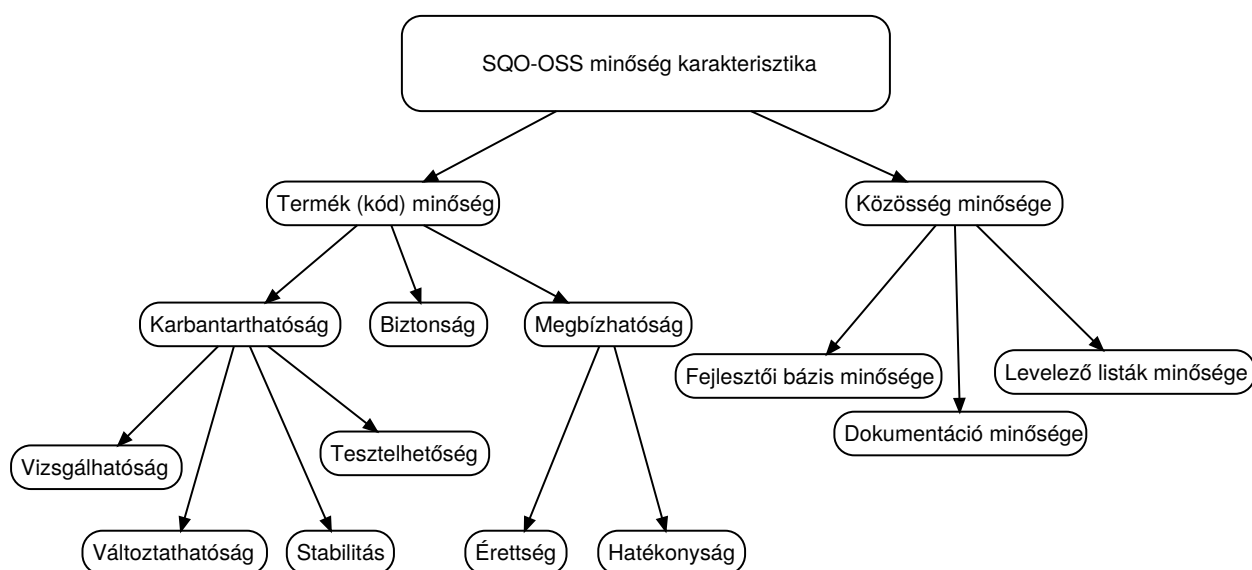 SQO-OSS minőség karakterisztika
Termék (kód) minőség
Közösség minősége
Karbantarthatóság
Biztonság
Megbízhatóság
Fejlesztői bázis minősége
Levelező listák minősége
Dokumentáció minősége
Vizsgálhatóság
Tesztelhetőség
Változtathatóság
Stabilitás
Érettség
Hatékonyság